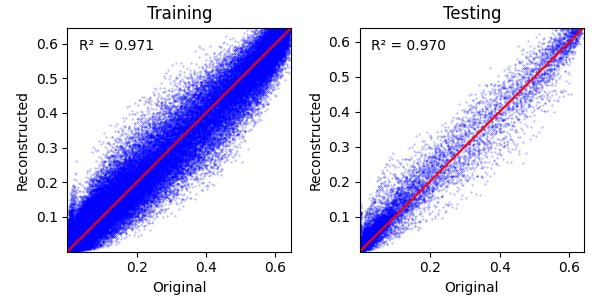 Training
R² = 0.971
Reconstructed
0.6
0.5
0.4
0.3
0.2
0.1
0.2
0.4
0.6
Original
Testing
R² = 0.970
Reconstructed
0.6
0.5
0.4
0.3
0.2
0.1
0.2
0.4
0.6
Original